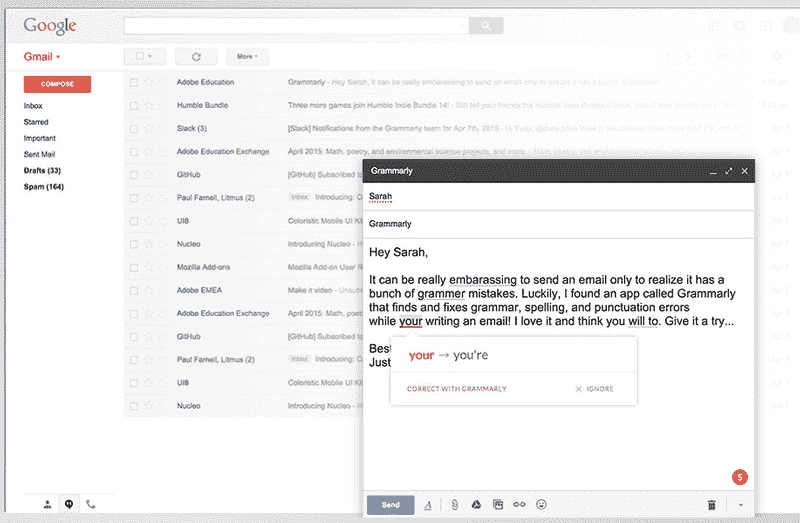 Google
Gmail
More
COMPOSE
Inbox
Starred
Important
Sent Mail
Drafts (33)
Spam (164)
Adobe Education Grammarly - Hey Sarah, It can be really embarassing to send an email only to realize it has a bunch of grammer
Humble Bundle Three more games join Humble Indie Bundle 14! - Still tell your friends the Humble Indie Bundle
Slack (3) [Slack] Notifications from the Grammarly team for Apr 7th, 2015 - Hi Yuriy,
Adobe Education Exchange April 2015: Math, poetry, and environmental science projects, and more. - Math, poetry, and environmental science
GitHub [GitHub] Subscribed to
Paul Farnell, Litmus (2) Inbox Introducing:
UI8 Coloristic Mobile UI
Nucleo Introducing Nucleo -
Mozilla Add-ons Mozilla Add-on User
Adobe EMEA Make it video -
Adobe Education Exchange April 2015: Math, poetry,
GitHub [GitHub] Subscribed to
Paul Farnell, Litmus (2) Inbox Introducing:
UI8 Coloristic Mobile UI
Nucleo Introducing Nucleo -
Grammarly
Sarah
Grammarly
Hey Sarah,
It can be really embarassing to send an email only to realize it has a
bunch of grammer mistakes. Luckily, I found an app called Grammarly
that finds and fixes grammar, spelling, and punctuation errors
while your writing an email! I love it and think you will to. Give it a try...
Best
Just
your → you're
CORRECT WITH GRAMMARLY
IGNORE
5
Send